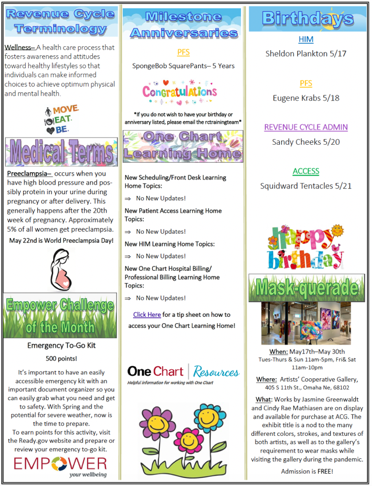 Revenue Cycle
Terminology
Wellness– A health care process that
fosters awareness and attitudes
toward healthy lifestyles so that
individuals can make informed
choices to achieve optimum physical
and mental health.
MOVE.
EAT.
BE.
Medical Terms
Preeclampsia– occurs when you
have high blood pressure and pos-
sibly protein in your urine during
pregnancy or after delivery. This
generally happens after the 20th
week of pregnancy. Approximately
5% of all women get preeclampsia.
May 22nd is World Preeclampsia Day!
Empower Challenge
of the Month
Emergency To-Go Kit
500 points!
It's important to have an easily
accessible emergency kit with an
important document organizer so you
can easily grab what you need and get
to safety. With Spring and the
potential for severe weather, now is
the time to prepare.
To earn points for this activity, visit
the Ready.gov website and prepare or
review your emergency to-go kit.
EMPOWER
your wellbeing
Milestone
Anniversaries
PFS
SpongeBob SquarePants– 5 Years
Congratulations
*If you do not wish to have your birthday or
anniversary listed, please email the rctrainingteam*
One Chart
Learning Home
New Scheduling/Front Desk Learning
Home Topics:
⇒ No New Updates!
New Patient Access Learning Home
Topics:
⇒ No New Updates!
New HIM Learning Home Topics:
⇒ No New Updates!
New One Chart Hospital Billing/
Professional Billing Learning Home
Topics:
⇒ No New Updates!
Click Here for a tip sheet on how to
access your One Chart Learning Home!
One Chart | Resources
Helpful information for working with One Chart
Birthdays
HIM
Sheldon Plankton 5/17
PFS
Eugene Krabs 5/18
REVENUE CYCLE ADMIN
Sandy Cheeks 5/20
ACCESS
Squidward Tentacles 5/21
Happy
birthday
Mask-querade
When: May17th–May 30th
Tues-Thurs & Sun 11am-5pm, Fri& Sat
11am-10pm
Where: Artists' Cooperative Gallery,
405 S 11th St., Omaha Ne, 68102
What: Works by Jasmine Greenwaldt
and Cindy Rae Mathiasen are on display
and available for purchase at ACG. The
exhibit title is a nod to the many
different colors, strokes, and textures of
both artists, as well as to the gallery's
requirement to wear masks while
visiting the gallery during the pandemic.
Admission is FREE!